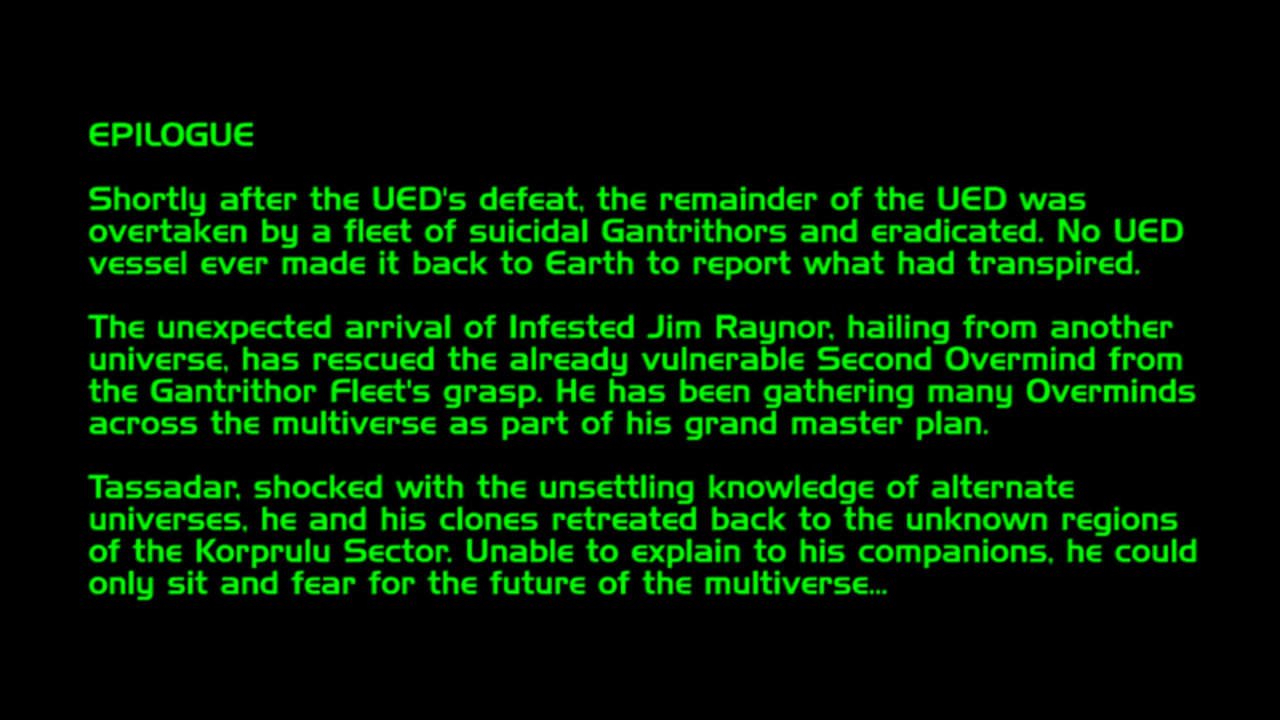 EPILOGUE
Shortly after the UED's defeat, the remainder of the UED was
overtaken by a fleet of suicidal Gantrithors and eradicated. No UED
vessel ever made it back to Earth to report what had transpired.
The unexpected arrival of Infested Jim Raynor, hailing from another
universe, has rescued the already vulnerable Second Overmind from
the Gantrithor Fleet's grasp. He has been gathering many Overminds
across the multiverse as part of his grand master plan.
Tassadar, shocked with the unsettling knowledge of alternate
universes, he and his clones retreated back to the unknown regions
of the Korprulu Sector. Unable to explain to his companions, he could
only sit and fear for the future of the multiverse...